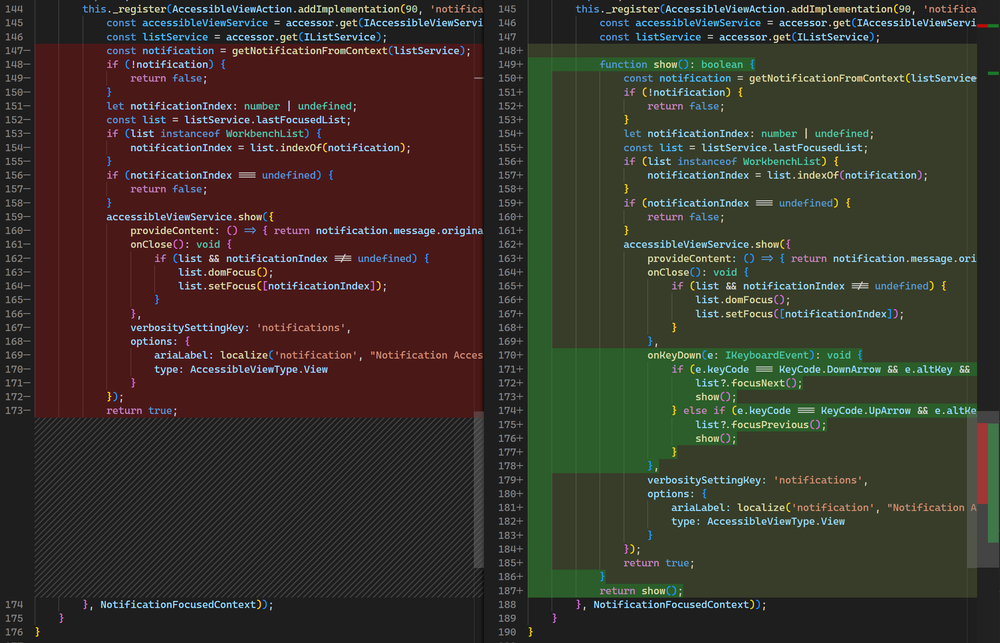 144 this._register(AccessibleViewAction.addImplementation(90, 'notifica
145 const accessibleViewService = accessor.get(IAccessibleViewServi
146 const listService = accessor.get(IListService);
147— const notification = getNotificationFromContext(listService);
148— if (!notification) {
149— return false;
150— }
151— let notificationIndex: number | undefined;
152— const list = listService.lastFocusedList;
153— if (list instanceof WorkbenchList) {
154— notificationIndex = list.indexOf(notification);
155— }
156— if (notificationIndex === undefined) {
157— return false;
158— }
159— accessibleViewService.show({
160— provideContent: () => { return notification.message.origina
161— onClose(): void {
162— if (list && notificationIndex !== undefined) {
163— list.domFocus();
164— list.setFocus([notificationIndex]);
165— }
166— },
167— verbositySettingKey: 'notifications',
168— options: {
169— ariaLabel: localize('notification', "Notification Acces
170— type: AccessibleViewType.View
171— }
172— });
173— return true;
174 }, NotificationFocusedContext));
175 }
176 }
145 this._register(AccessibleViewAction.addImplementation(90, 'notifica
146 const accessibleViewService = accessor.get(IAccessibleViewServi
147 const listService = accessor.get(IListService);
148+
149+ function show(): boolean {
150+ const notification = getNotificationFromContext(listService
151+ if (!notification) {
152+ return false;
153+ }
154+ let notificationIndex: number | undefined;
155+ const list = listService.lastFocusedList;
156+ if (list instanceof WorkbenchList) {
157+ notificationIndex = list.indexOf(notification);
158+ }
159+ if (notificationIndex === undefined) {
160+ return false;
161+ }
162+ accessibleViewService.show({
163+ provideContent: () => { return notification.message.ori
164+ onClose(): void {
165+ if (list && notificationIndex !== undefined) {
166+ list.domFocus();
167+ list.setFocus([notificationIndex]);
168+ }
169+ },
170+ onKeyDown(e: IKeyboardEvent): void {
171+ if (e.keyCode === KeyCode.DownArrow && e.altKey &&
172+ list?.focusNext();
173+ show();
174+ } else if (e.keyCode === KeyCode.UpArrow && e.altKe
175+ list?.focusPrevious();
176+ show();
177+ }
178+ },
179+ verbositySettingKey: 'notifications',
180+ options: {
181+ ariaLabel: localize('notification', "Notification A
182+ type: AccessibleViewType.View
183+ }
184+ });
185+ return true;
186+ }
187+ return show();
188 }, NotificationFocusedContext));
189 }
190 }